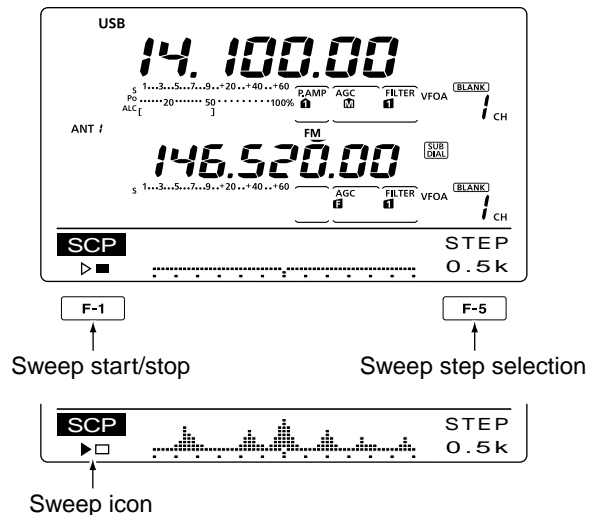 USB
14.100.00
S 1...3...5...7...9..+20..+40..+60
Po ......20........50............100%
ALC [ ]
P.AMP 1 AGC M FILTER 1 VFOA BLANK 1 CH
ANT 1
FM
146.520.00 SUB DIAL
S 1...3...5...7...9..+20..+40..+60
AGC F FILTER 1 VFOA BLANK 1 CH
SCP STEP
0.5k
F-1 F-5
Sweep start/stop Sweep step selection
SCP STEP
0.5k
Sweep icon